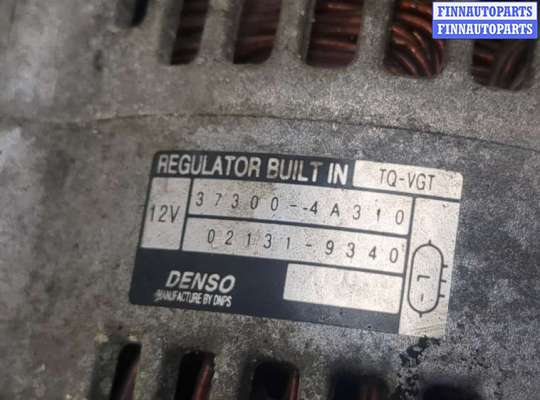 FINNAUTOPARTS
FINNAUTOPARTS
REGULATOR BUILT IN TQ-VGT
12V
37300-4A310
02131-9340
DENSO
MANUFACTURE BY DNPS
L